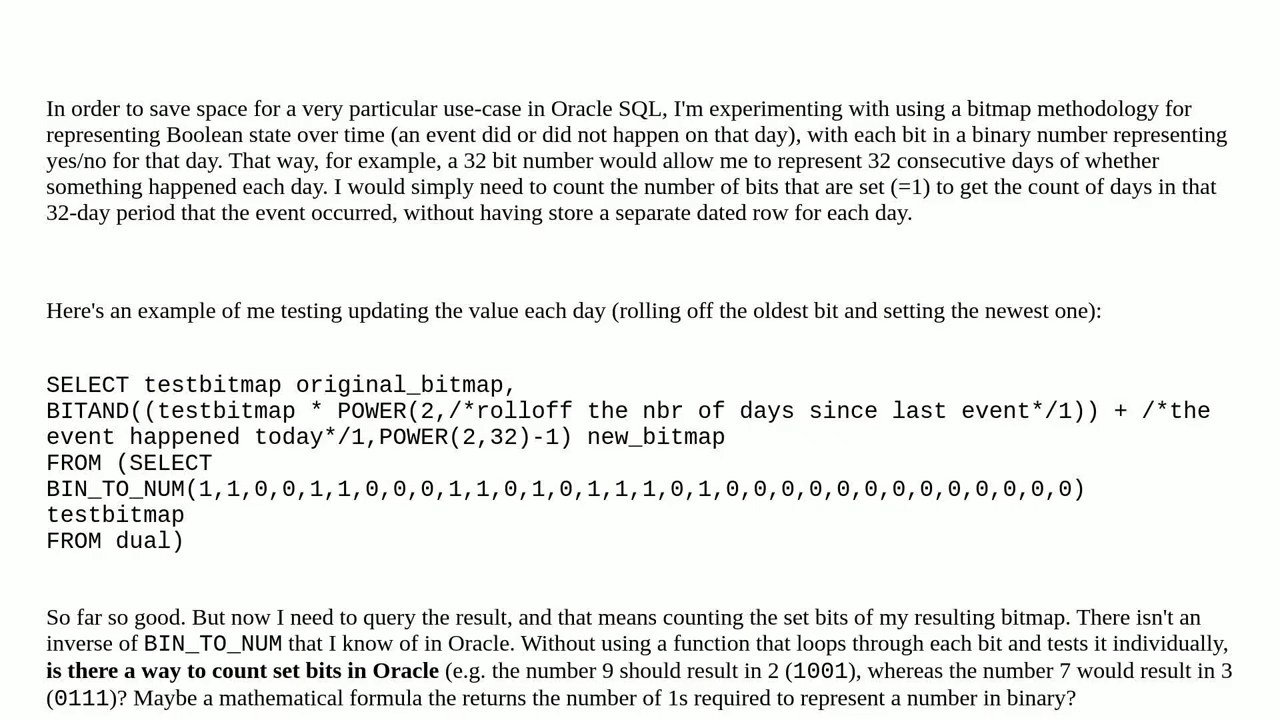 In order to save space for a very particular use-case in Oracle SQL, I'm experimenting with using a bitmap methodology for
representing Boolean state over time (an event did or did not happen on that day), with each bit in a binary number representing
yes/no for that day. That way, for example, a 32 bit number would allow me to represent 32 consecutive days of whether
something happened each day. I would simply need to count the number of bits that are set (=1) to get the count of days in that
32-day period that the event occurred, without having store a separate dated row for each day.
Here's an example of me testing updating the value each day (rolling off the oldest bit and setting the newest one):
SELECT testbitmap original_bitmap,
BITAND((testbitmap * POWER(2,/*rolloff the nbr of days since last event*/1)) + /*the
event happened today*/1,POWER(2,32)-1) new_bitmap
FROM (SELECT
BIN_TO_NUM(1,1,0,0,1,1,0,0,0,1,1,0,1,0,1,1,1,0,1,0,0,0,0,0,0,0,0,0,0,0,0,0)
testbitmap
FROM dual)
So far so good. But now I need to query the result, and that means counting the set bits of my resulting bitmap. There isn't an
inverse of BIN_TO_NUM that I know of in Oracle. Without using a function that loops through each bit and tests it individually,
is there a way to count set bits in Oracle (e.g. the number 9 should result in 2 (1001), whereas the number 7 would result in 3
(0111)? Maybe a mathematical formula the returns the number of 1s required to represent a number in binary?